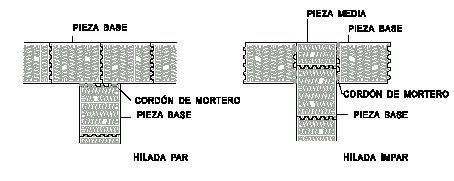 PIEZA BASE
CORDÓN DE MORTERO
PIEZA BASE
HILADA PAR
PIEZA MEDIA
PIEZA BASE
CORDÓN DE MORTERO
PIEZA BASE
HILADA IMPAR